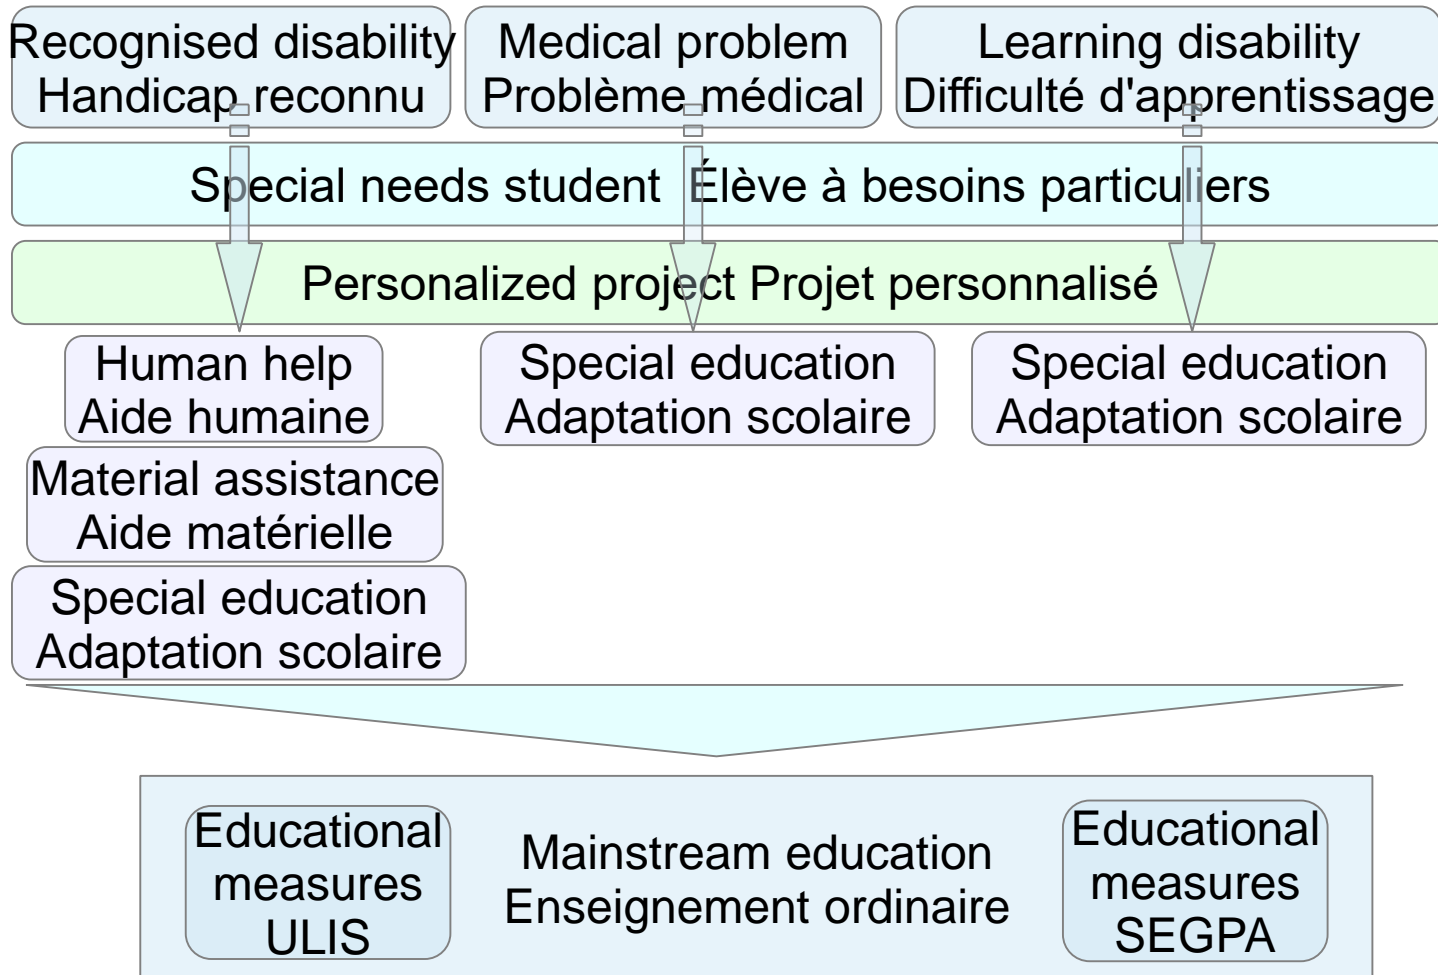 Recognised disability
Handicap reconnu
Medical problem
Problème médical
Learning disability
Difficulté d'apprentissage
Special needs student  Élève à besoins particuliers
Personalized project Projet personnalisé
Human help
Aide humaine
Special education
Adaptation scolaire
Special education
Adaptation scolaire
Material assistance
Aide matérielle
Special education
Adaptation scolaire
Educational
measures
ULIS
Mainstream education
Enseignement ordinaire
Educational
measures
SEGPA